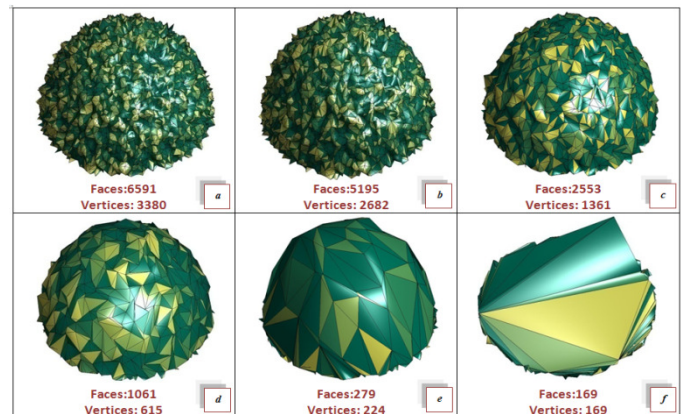 Faces:6591
Vertices: 3380
a
Faces:5195
Vertices: 2682
b
Faces:2553
Vertices: 1361
c
Faces:1061
Vertices: 615
d
Faces:279
Vertices: 224
e
Faces:169
Vertices: 169
f